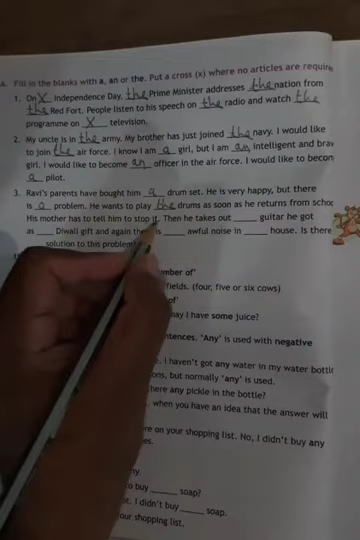 A. Fill in the blanks with a, an or the. Put a cross (x) where no articles are require
1. On X Independence Day, the Prime Minister addresses the nation from
the Red Fort. People listen to his speech on the radio and watch the
programme on X television.
2. My uncle is in the army. My brother has just joined the navy. I would like
to join the air force. I know I am a girl, but I am an intelligent and brav
girl. I would like to become an officer in the air force. I would like to becom
a pilot.
3. Ravi's parents have bought him a drum set. He is very happy, but there
is a problem. He wants to play the drums as soon as he returns from schoo
His mother has to tell him to stop it. Then he takes out ____ guitar he got
as ____ Diwali gift and again there is ____ awful noise in ____ house. Is there
solution to this problem
mber of'
fields. (four, five or six cows)
of'
may I have some juice?
ntences. 'Any' is used with negative
. I haven't got any water in my water bottl
ons, but normally 'any' is used.
there any pickle in the bottle?
, when you have an idea that the answer will
re on your shopping list. No, I didn't buy any
es.
ny.
o buy ____ soap?
t. I didn't buy ____ soap.
our shopping list.